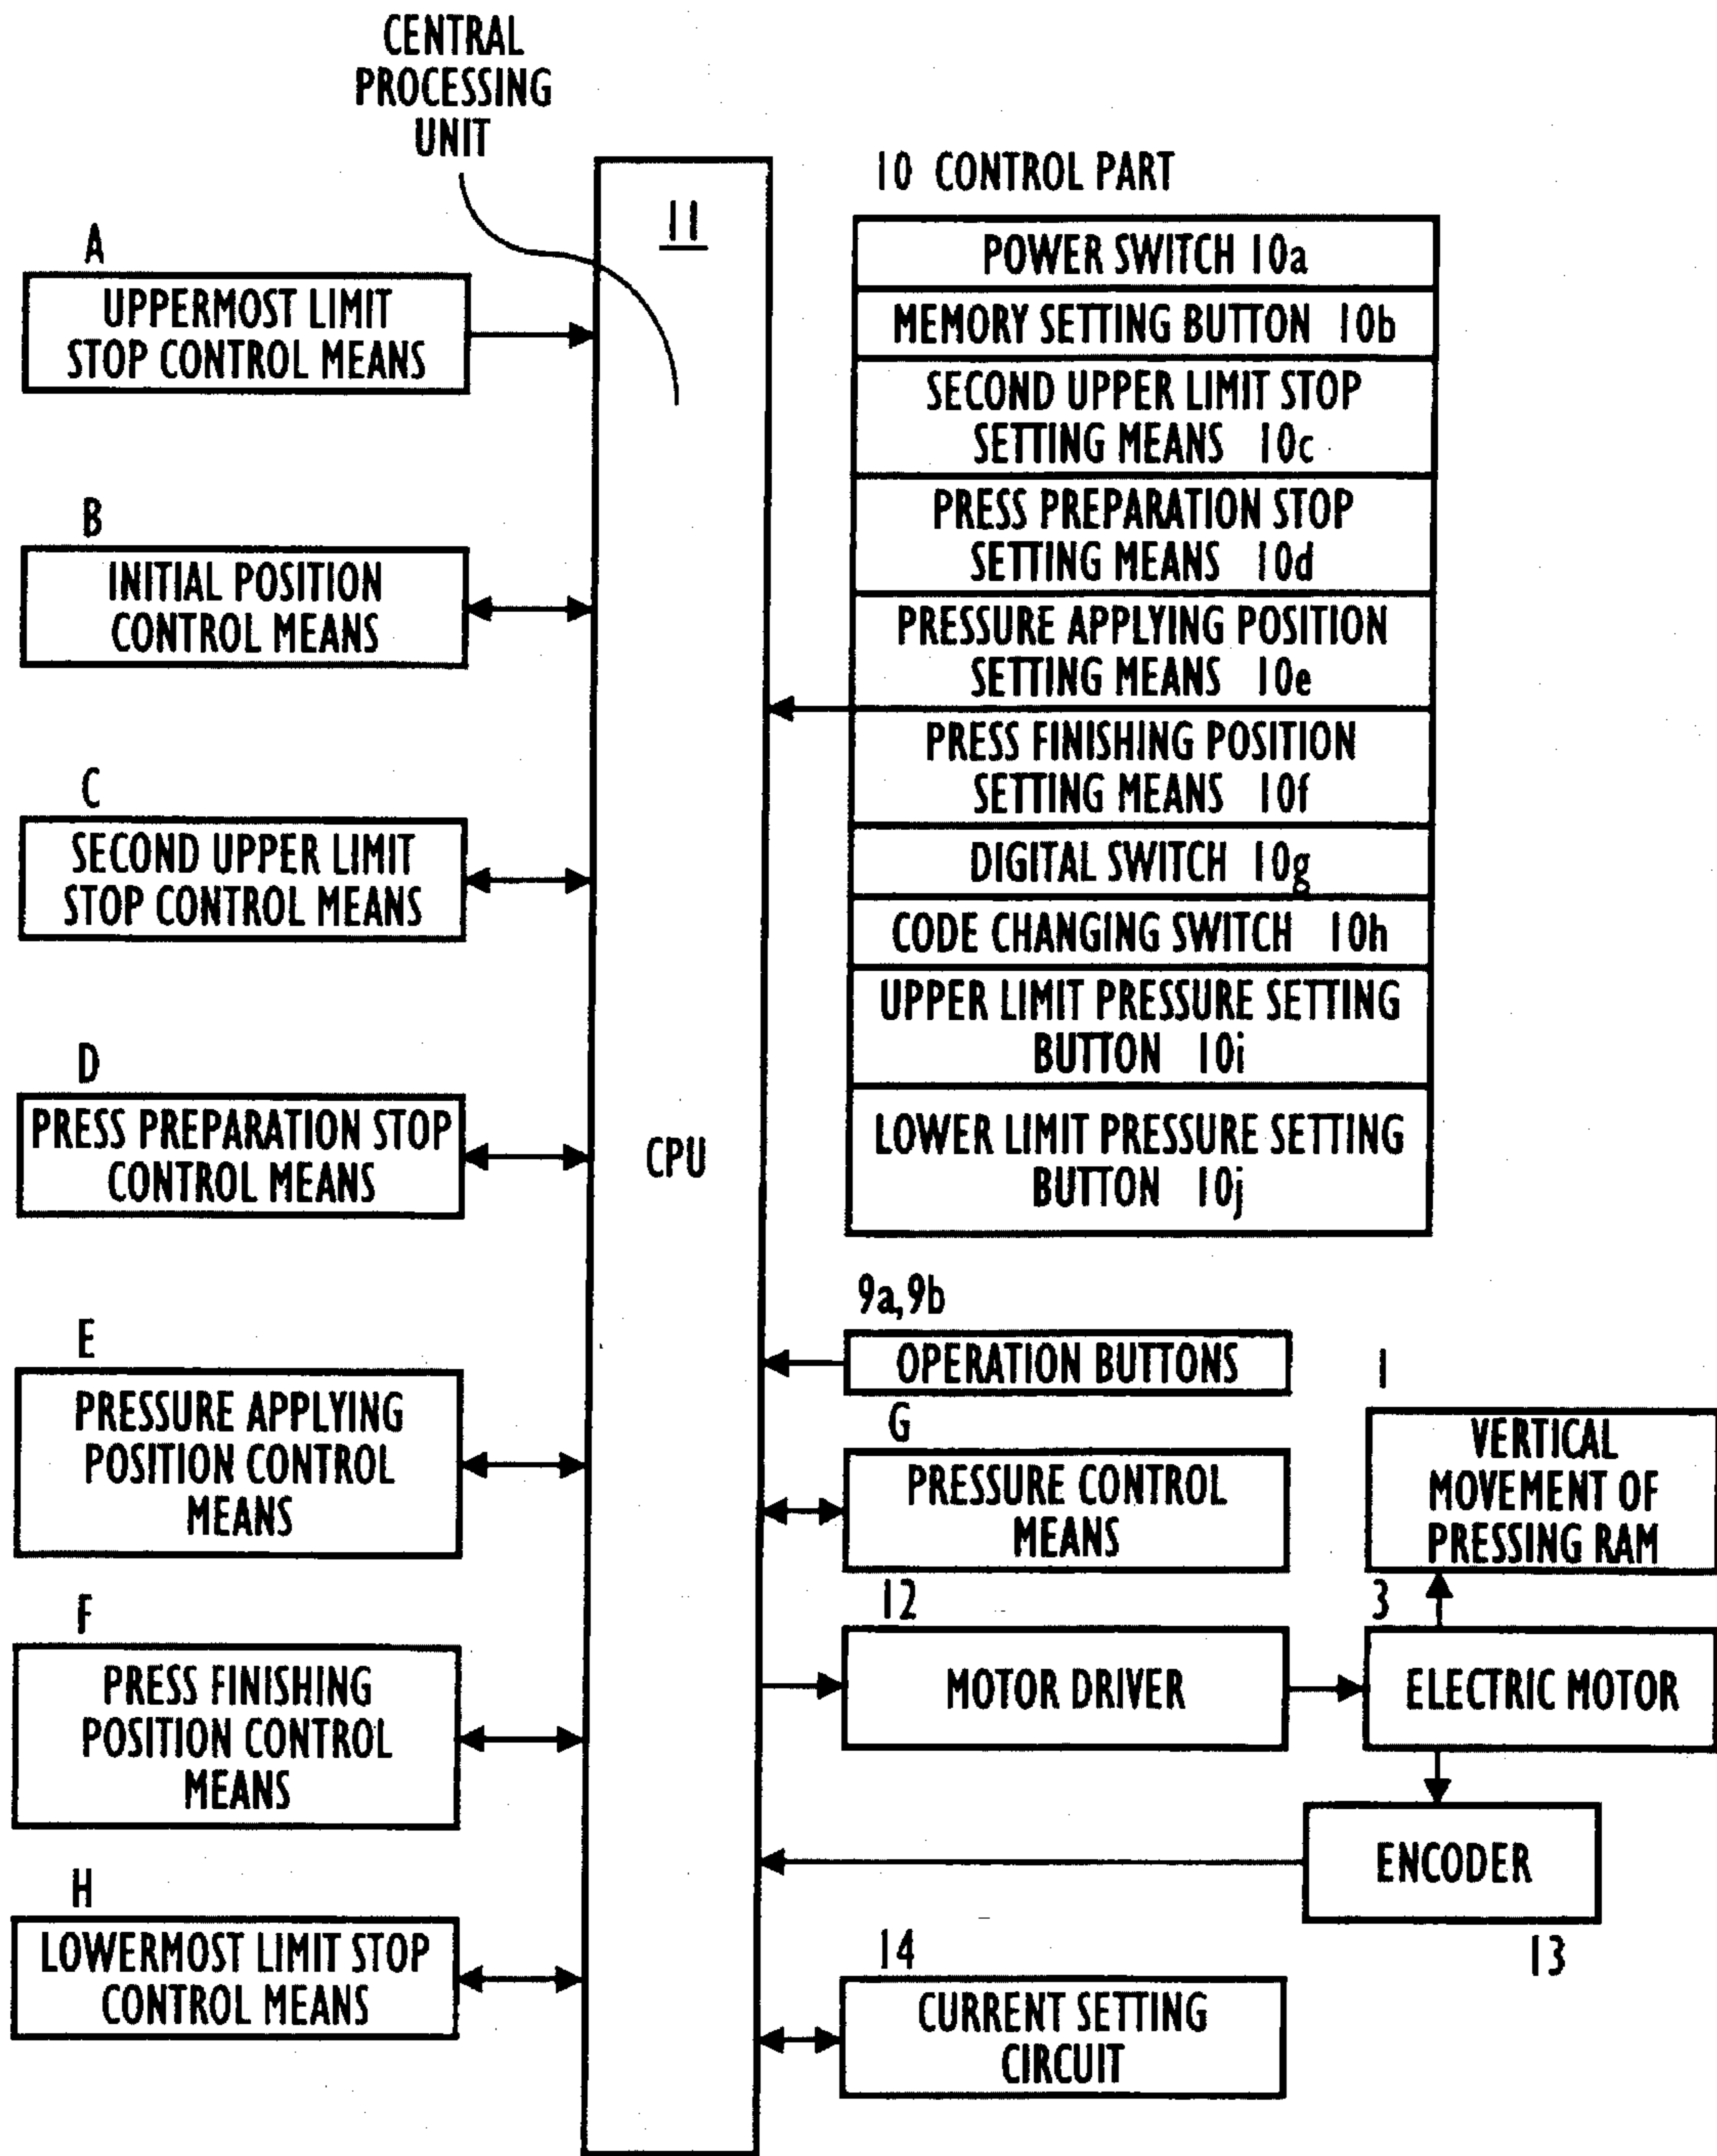 CENTRAL
PROCESSING
UNIT
11
CPU
A
UPPERMOST LIMIT
STOP CONTROL MEANS
B
INITIAL POSITION
CONTROL MEANS
C
SECOND UPPER LIMIT
STOP CONTROL MEANS
D
PRESS PREPARATION STOP
CONTROL MEANS
E
PRESSURE APPLYING
POSITION CONTROL
MEANS
F
PRESS FINISHING
POSITION CONTROL
MEANS
H
LOWERMOST LIMIT STOP
CONTROL MEANS
10 CONTROL PART
POWER SWITCH 10a
MEMORY SETTING BUTTON 10b
SECOND UPPER LIMIT STOP
SETTING MEANS 10c
PRESS PREPARATION STOP
SETTING MEANS 10d
PRESSURE APPLYING POSITION
SETTING MEANS 10e
PRESS FINISHING POSITION
SETTING MEANS 10f
DIGITAL SWITCH 10g
CODE CHANGING SWITCH 10h
UPPER LIMIT PRESSURE SETTING
BUTTON 10i
LOWER LIMIT PRESSURE SETTING
BUTTON 10j
9a,9b
OPERATION BUTTONS
G
PRESSURE CONTROL
MEANS
1
VERTICAL
MOVEMENT OF
PRESSING RAM
12
MOTOR DRIVER
3
ELECTRIC MOTOR
ENCODER
13
14
CURRENT SETTING
CIRCUIT